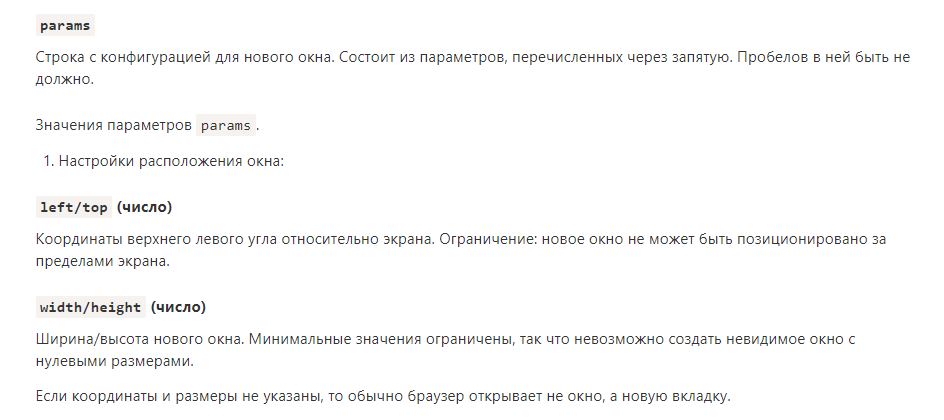 params
Строка с конфигурацией для нового окна. Состоит из параметров, перечисленных через запятую. Пробелов в ней быть не
должно.
Значения параметров params.
1. Настройки расположения окна:
left/top (число)
Координаты верхнего левого угла относительно экрана. Ограничение: новое окно не может быть позиционировано за
пределами экрана.
width/height (число)
Ширина/высота нового окна. Минимальные значения ограничены, так что невозможно создать невидимое окно с
нулевыми размерами.
Если координаты и размеры не указаны, то обычно браузер открывает не окно, а новую вкладку.